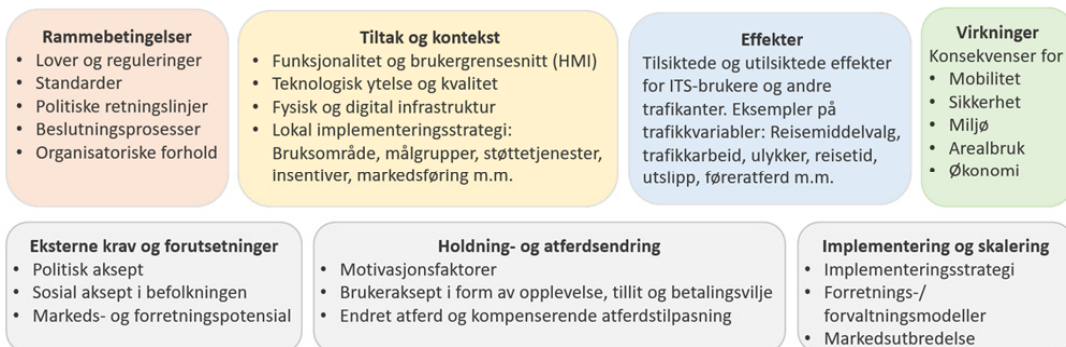 Rammebetingelser
• Lover og reguleringer
• Standarder
• Politiske retningslinjer
• Beslutningsprosesser
• Organisatoriske forhold
Tiltak og kontekst
• Funksjonalitet og brukergrensesnitt (HMI)
• Teknologisk ytelse og kvalitet
• Fysisk og digital infrastruktur
• Lokal implementeringsstrategi:
Bruksområde, målgrupper, støttetjenester,
insentiver, markedsføring m.m.
Effekter
Tilsiktede og utilsiktede effekter
for ITS-brukere og andre
trafikanter. Eksempler på
trafikkvariabler: Reisemiddelvalg,
trafikkarbeid, ulykker, reisetid,
utslipp, føreratferd m.m.
Virkninger
Konsekvenser for
• Mobilitet
• Sikkerhet
• Miljø
• Arealbruk
• Økonomi
Eksterne krav og forutsetninger
• Politisk aksept
• Sosial aksept i befolkningen
• Markeds- og forretningspotensial
Holdning- og atferdsendring
• Motivasjonsfaktorer
• Brukeraksept i form av opplevelse, tillit og betalingsvilje
• Endret atferd og kompenserende atferdstilpasning
Implementering og skalering
• Implementeringsstrategi
• Forretnings-/
forvaltningsmodeller
• Markedsutbredelse